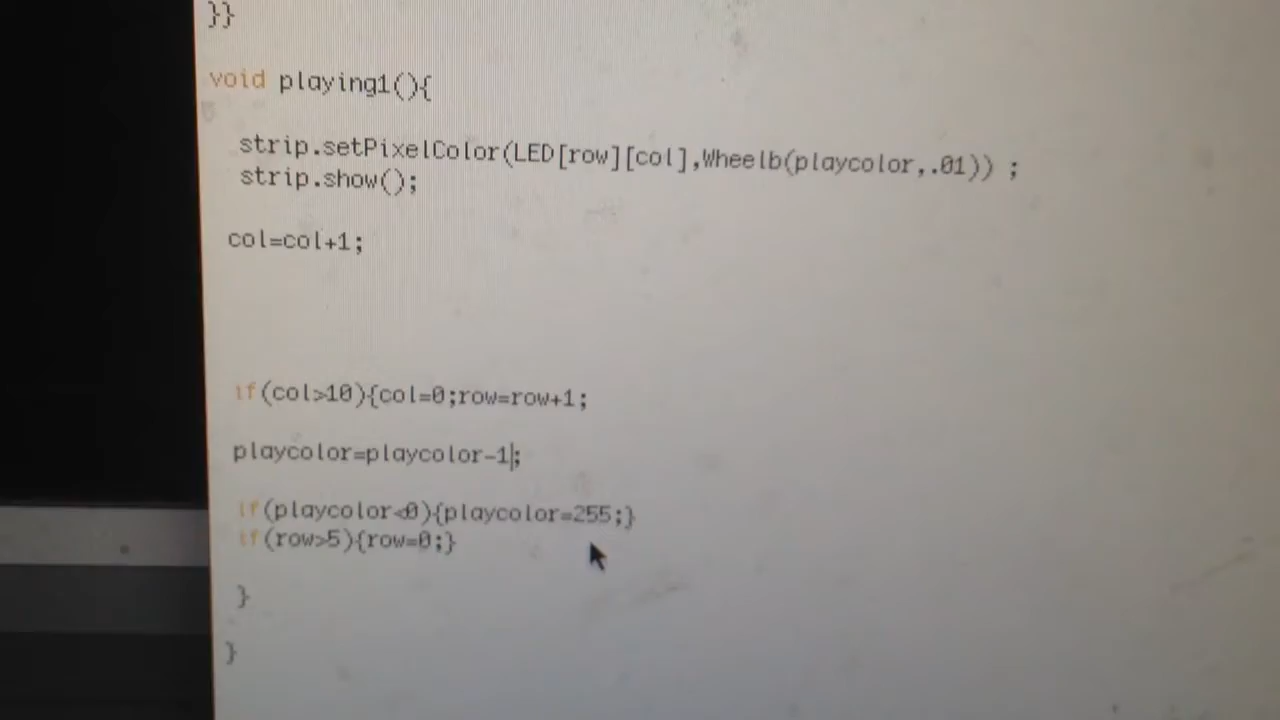 }}
void playing1(){
strip.setPixelColor(LED[row][col],Wheelb(playcolor,.01)) ;
strip.show();
col=col+1;
if(col>10){col=0;row=row+1;
playcolor=playcolor-1;
if(playcolor<0){playcolor=255;}
if(row>5){row=0;}
}
}